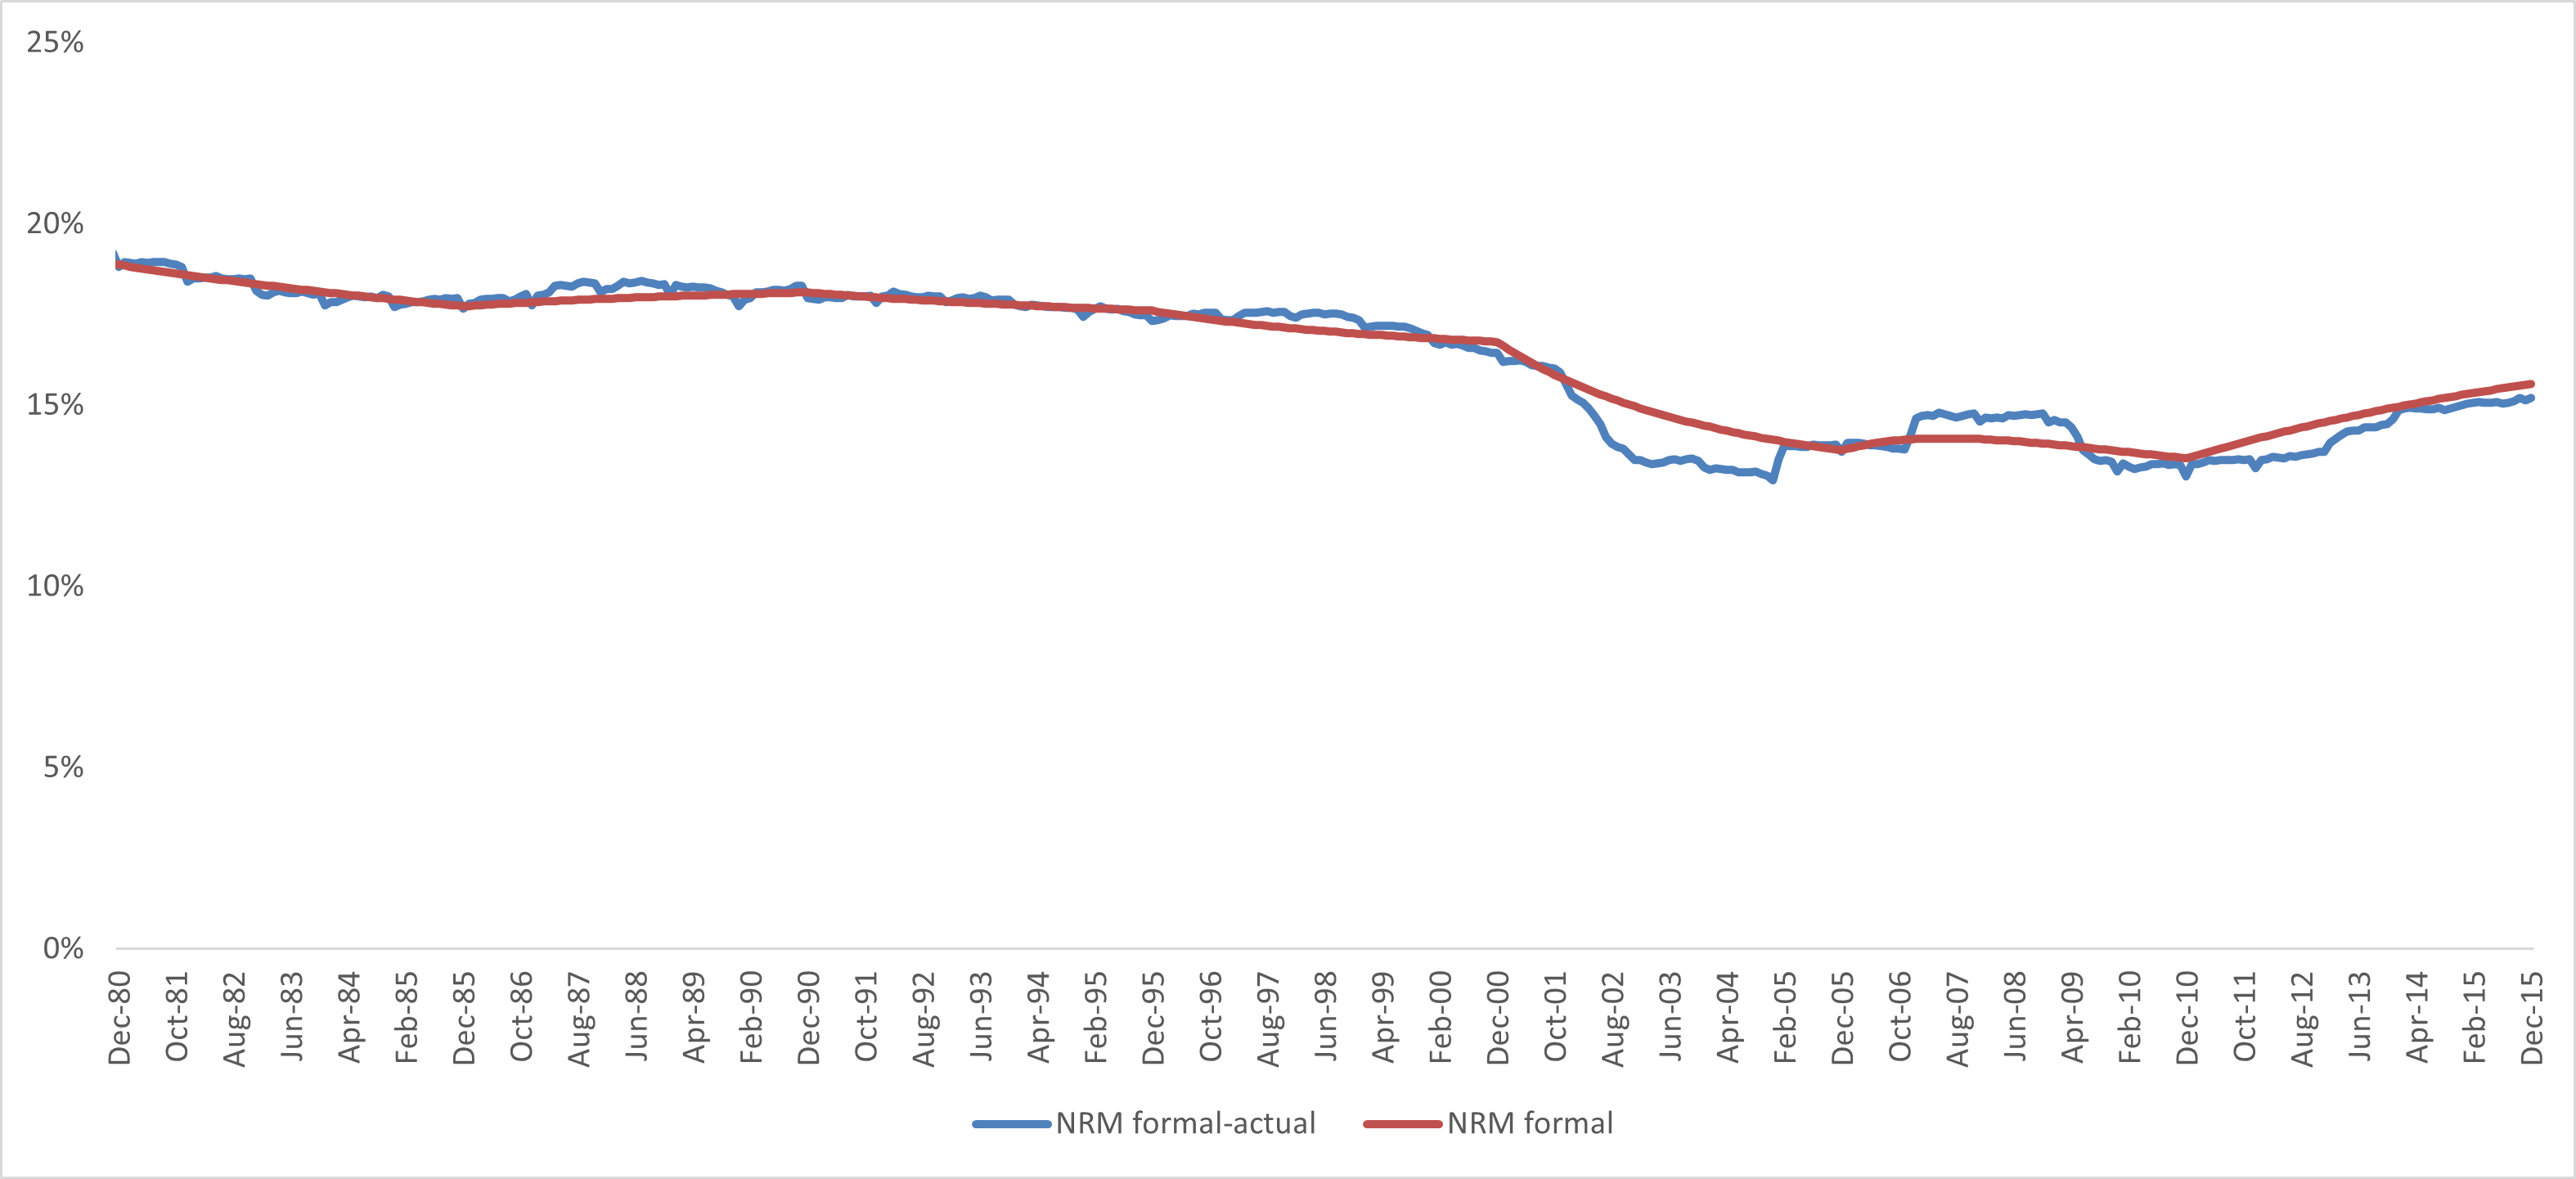 25%
20%
15%
10%
5%
0%
Dec-80
Oct-81
Aug-82
Jun-83
Apr-84
Feb-85
Dec-85
Oct-86
Aug-87
Jun-88
Apr-89
Feb-90
Dec-90
Oct-91
Aug-92
Jun-93
Apr-94
Feb-95
Dec-95
Oct-96
Aug-97
Jun-98
Apr-99
Feb-00
Dec-00
Oct-01
Aug-02
Jun-03
Apr-04
Feb-05
Dec-05
Oct-06
Aug-07
Jun-08
Apr-09
Feb-10
Dec-10
Oct-11
Aug-12
Jun-13
Apr-14
Feb-15
Dec-15
NRM formal-actual
NRM formal